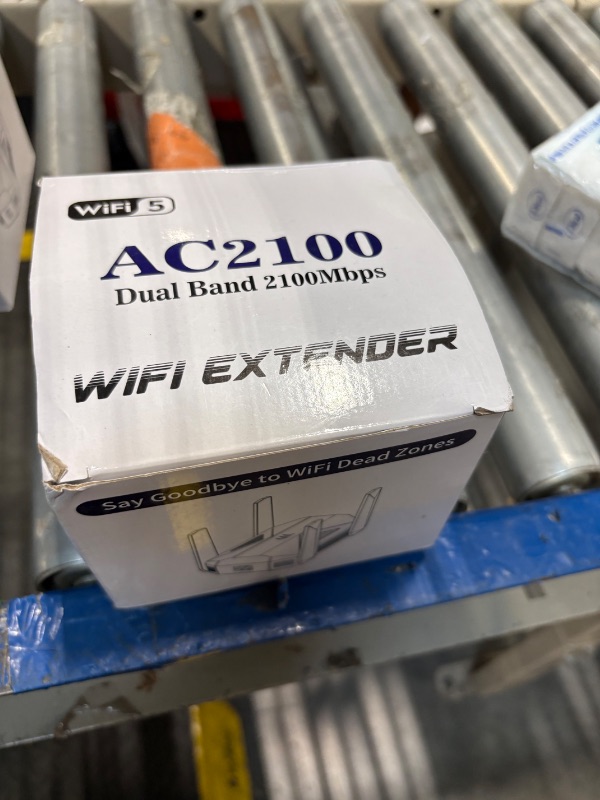 WiFi 5
AC2100
Dual Band 2100Mbps
WIFI EXTENDER
Say Goodbye to WiFi Dead Zones